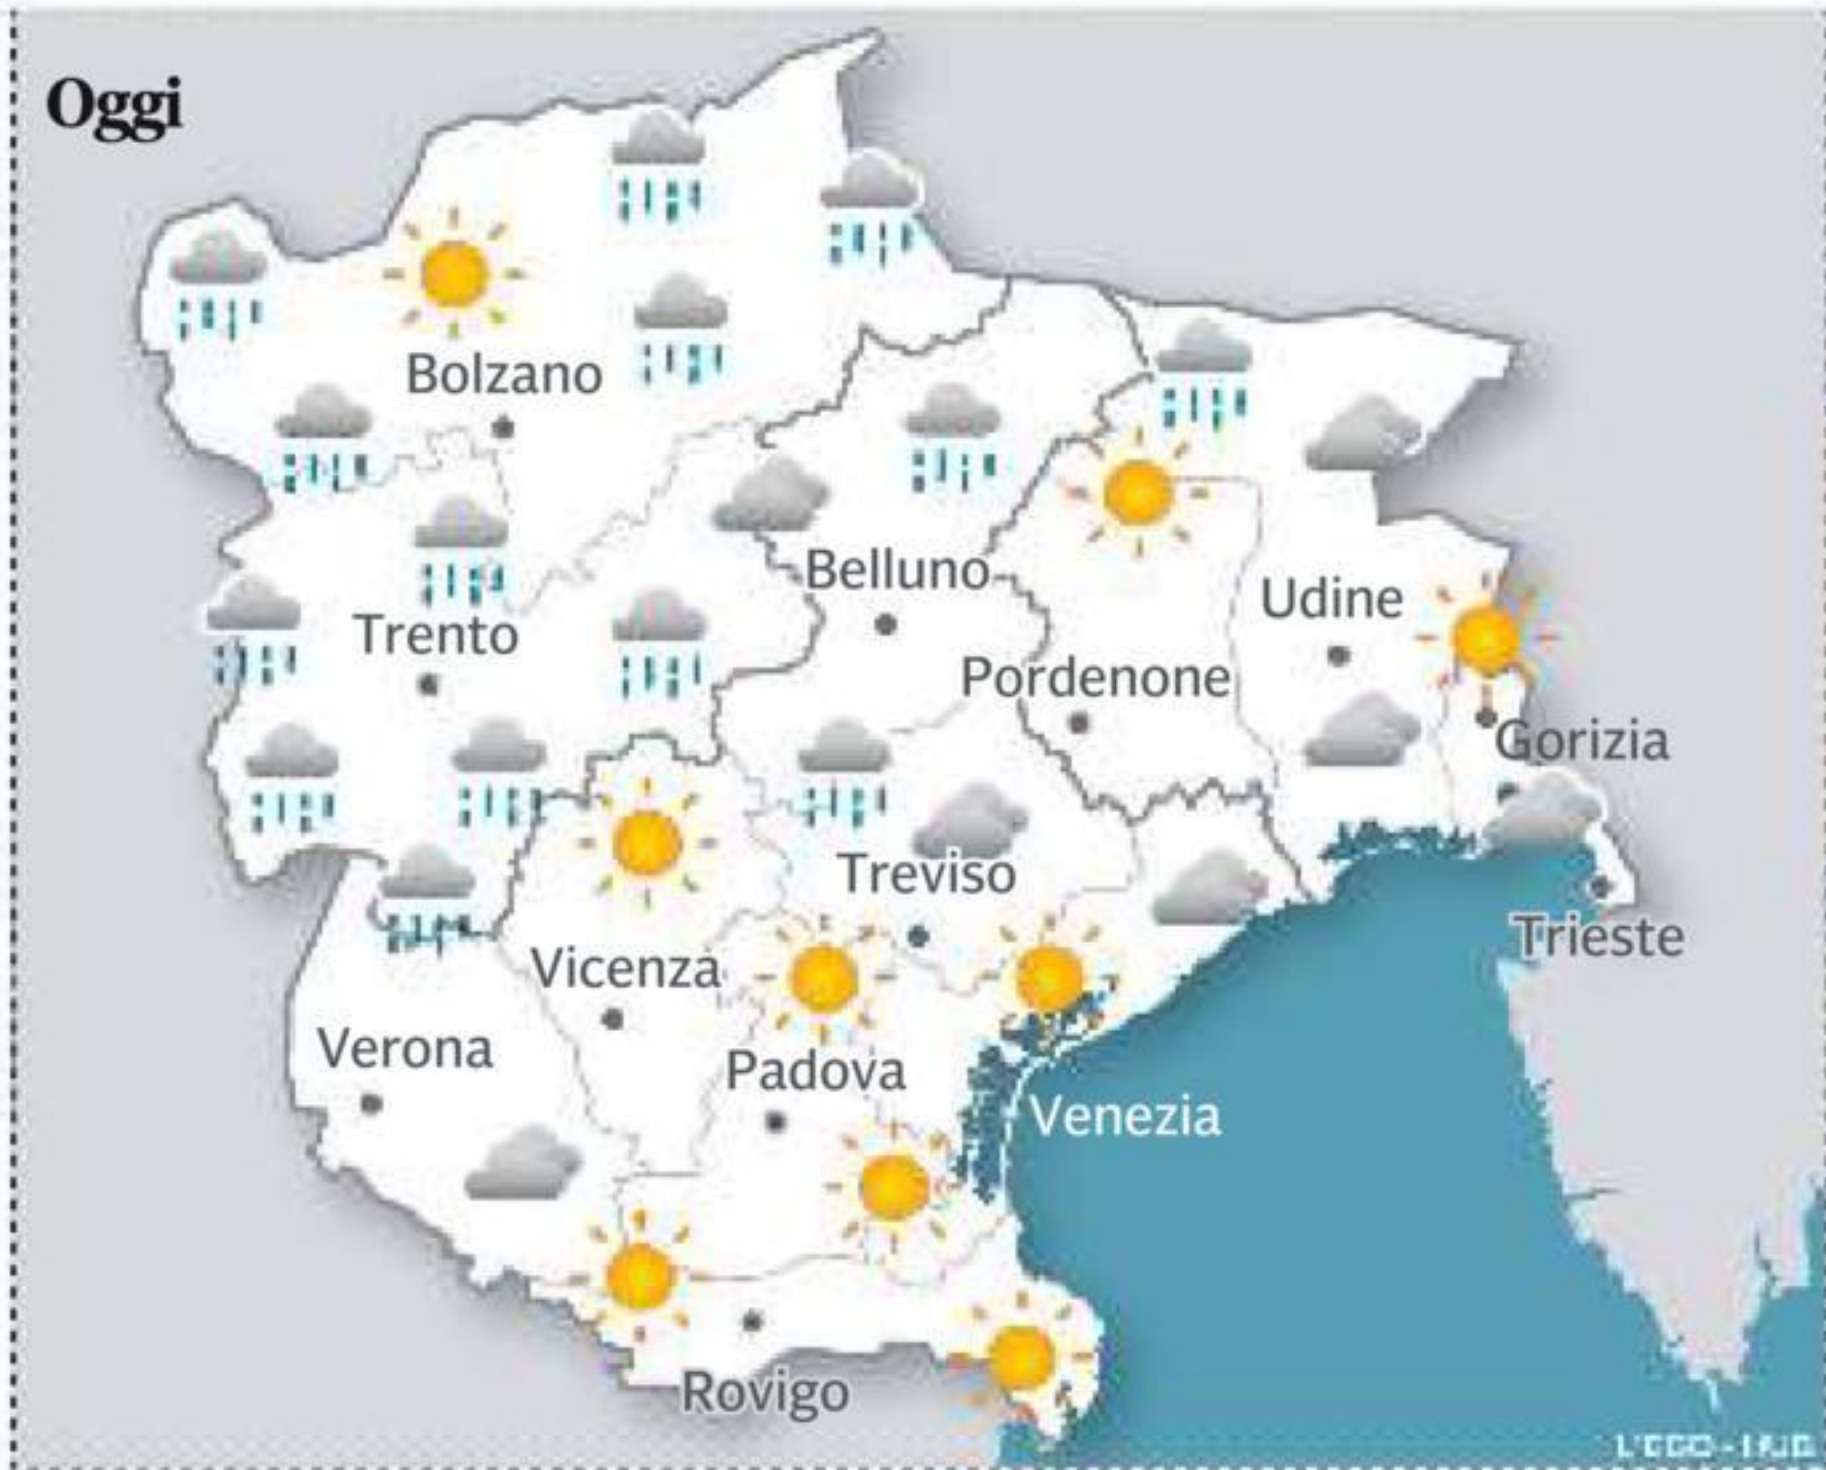 Oggi
Bolzano
Belluno
Udine
Trento
Pordenone
Gorizia
Treviso
Trieste
Vicenza
Verona
Padova
Venezia
Rovigo